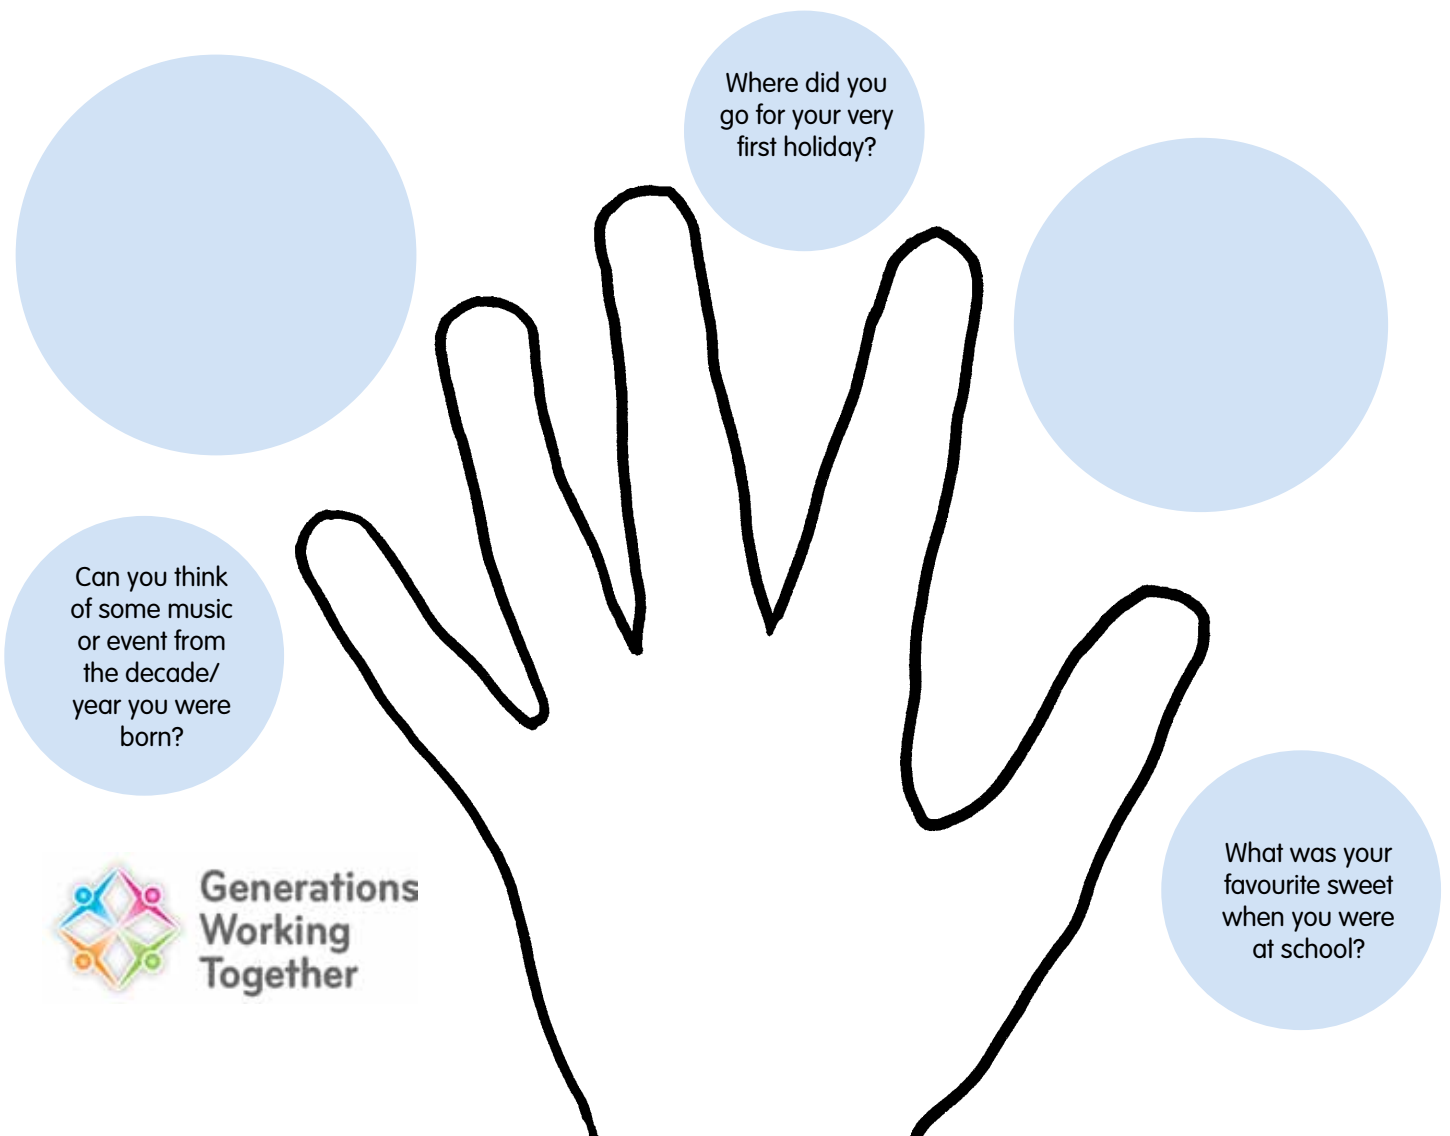 Where did you
go for your very
first holiday?
Can you think
of some music
or event from
the decade/
year you were
born?
What was your
favourite sweet
when you were
at school?
Generations
Working
Together